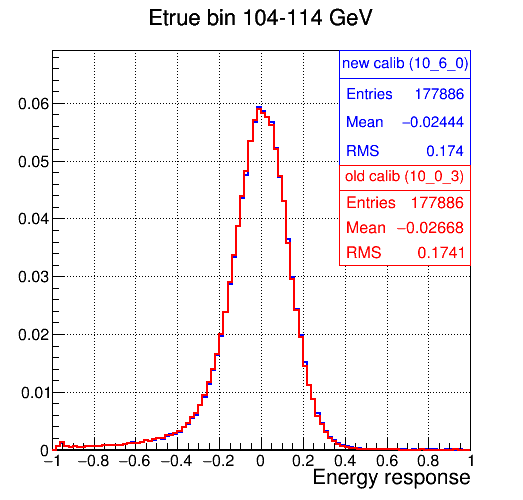 Etrue bin 104-114 GeV
new calib (10_6_0)
Entries 177886
Mean −0.02444
RMS 0.174
old calib (10_0_3)
Entries 177886
Mean −0.02668
RMS 0.1741
0.06
0.05
0.04
0.03
0.02
0.01
0
−1 −0.8 −0.6 −0.4 −0.2 0 0.2 0.4 0.6 0.8 1
Energy response